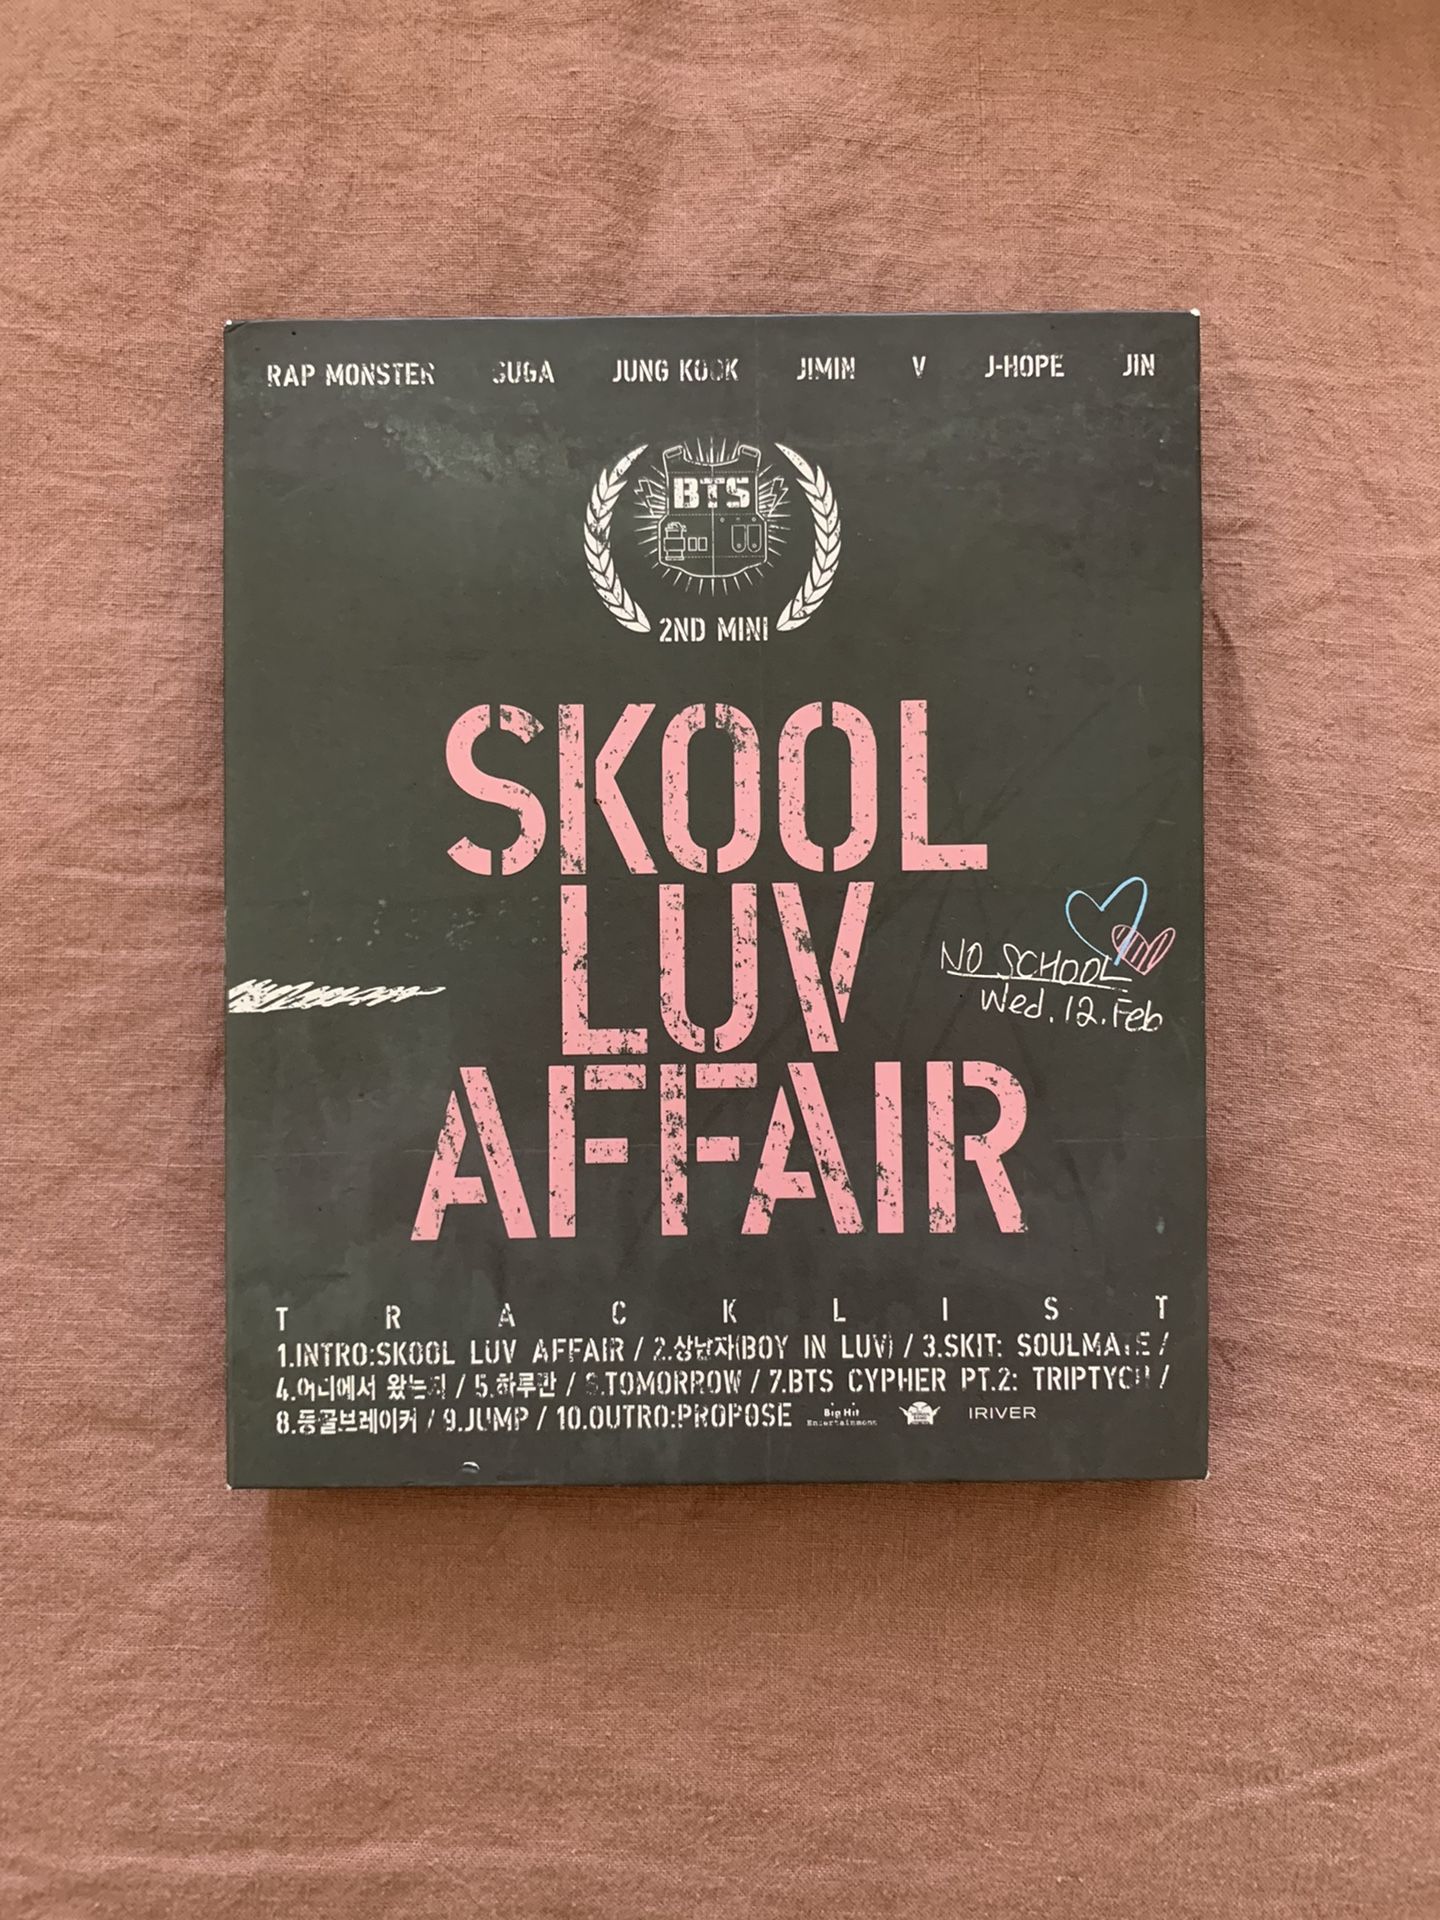 RAP MONSTER SUGA JUNG KOOK JIMIN V J-HOPE JIN
BTS
2ND MINI
SKOOL
LUV
AFFAIR
NO SCHOOL
Wed. 12. Feb
TRACKLIST
1.INTRO:SKOOL LUV AFFAIR / 2.상남자(BOY IN LUV) / 3.SKIT: SOULMATE /
4.어디에서 왔는지 / 5.하루만 / 6.TOMORROW / 7.BTS CYPHER PT.2: TRIPTYCH /
8.등골브레이커 / 9.JUMP / 10.OUTRO:PROPOSE Big Hit Entertainment IRIVER